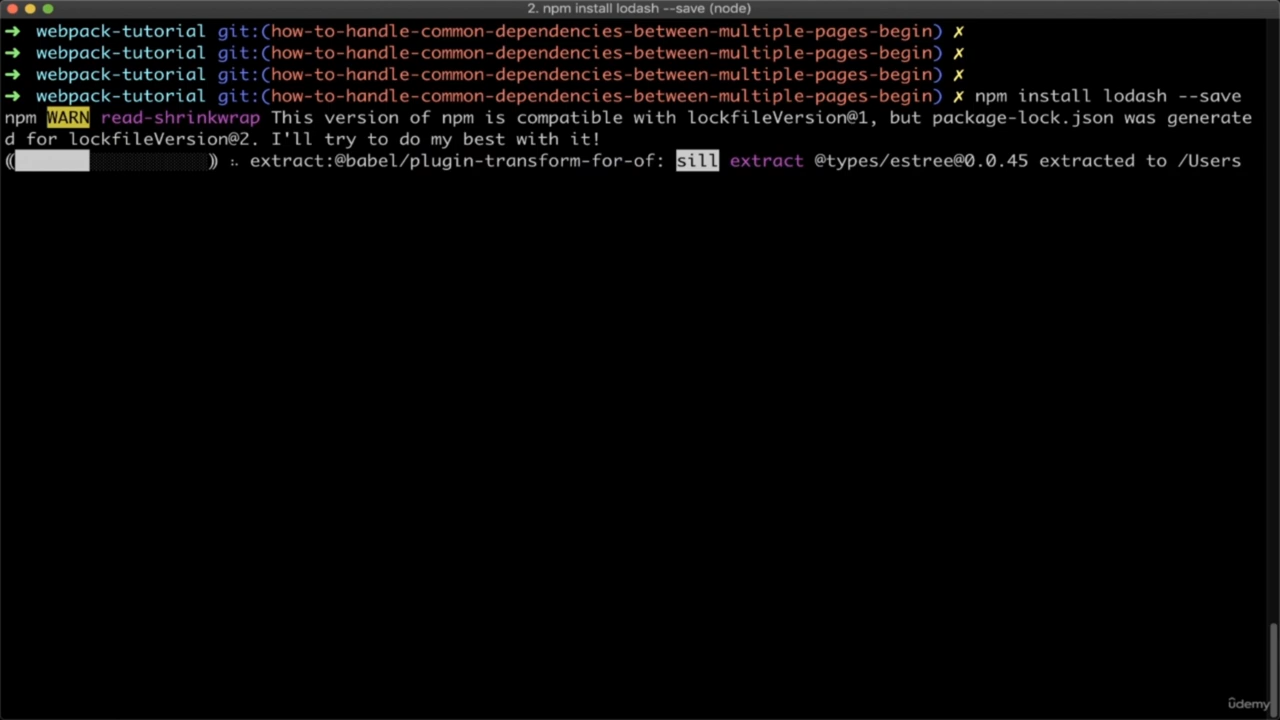 2. npm install lodash --save (node)
➜ webpack-tutorial git:(how-to-handle-common-dependencies-between-multiple-pages-begin) ✗
➜ webpack-tutorial git:(how-to-handle-common-dependencies-between-multiple-pages-begin) ✗
➜ webpack-tutorial git:(how-to-handle-common-dependencies-between-multiple-pages-begin) ✗
➜ webpack-tutorial git:(how-to-handle-common-dependencies-between-multiple-pages-begin) ✗ npm install lodash --save
npm WARN read-shrinkwrap This version of npm is compatible with lockfileVersion@1, but package-lock.json was generate
d for lockfileVersion@2. I'll try to do my best with it!
(( )) ⠦ extract:@babel/plugin-transform-for-of: sill extract @types/estree@0.0.45 extracted to /Users
ûdemy